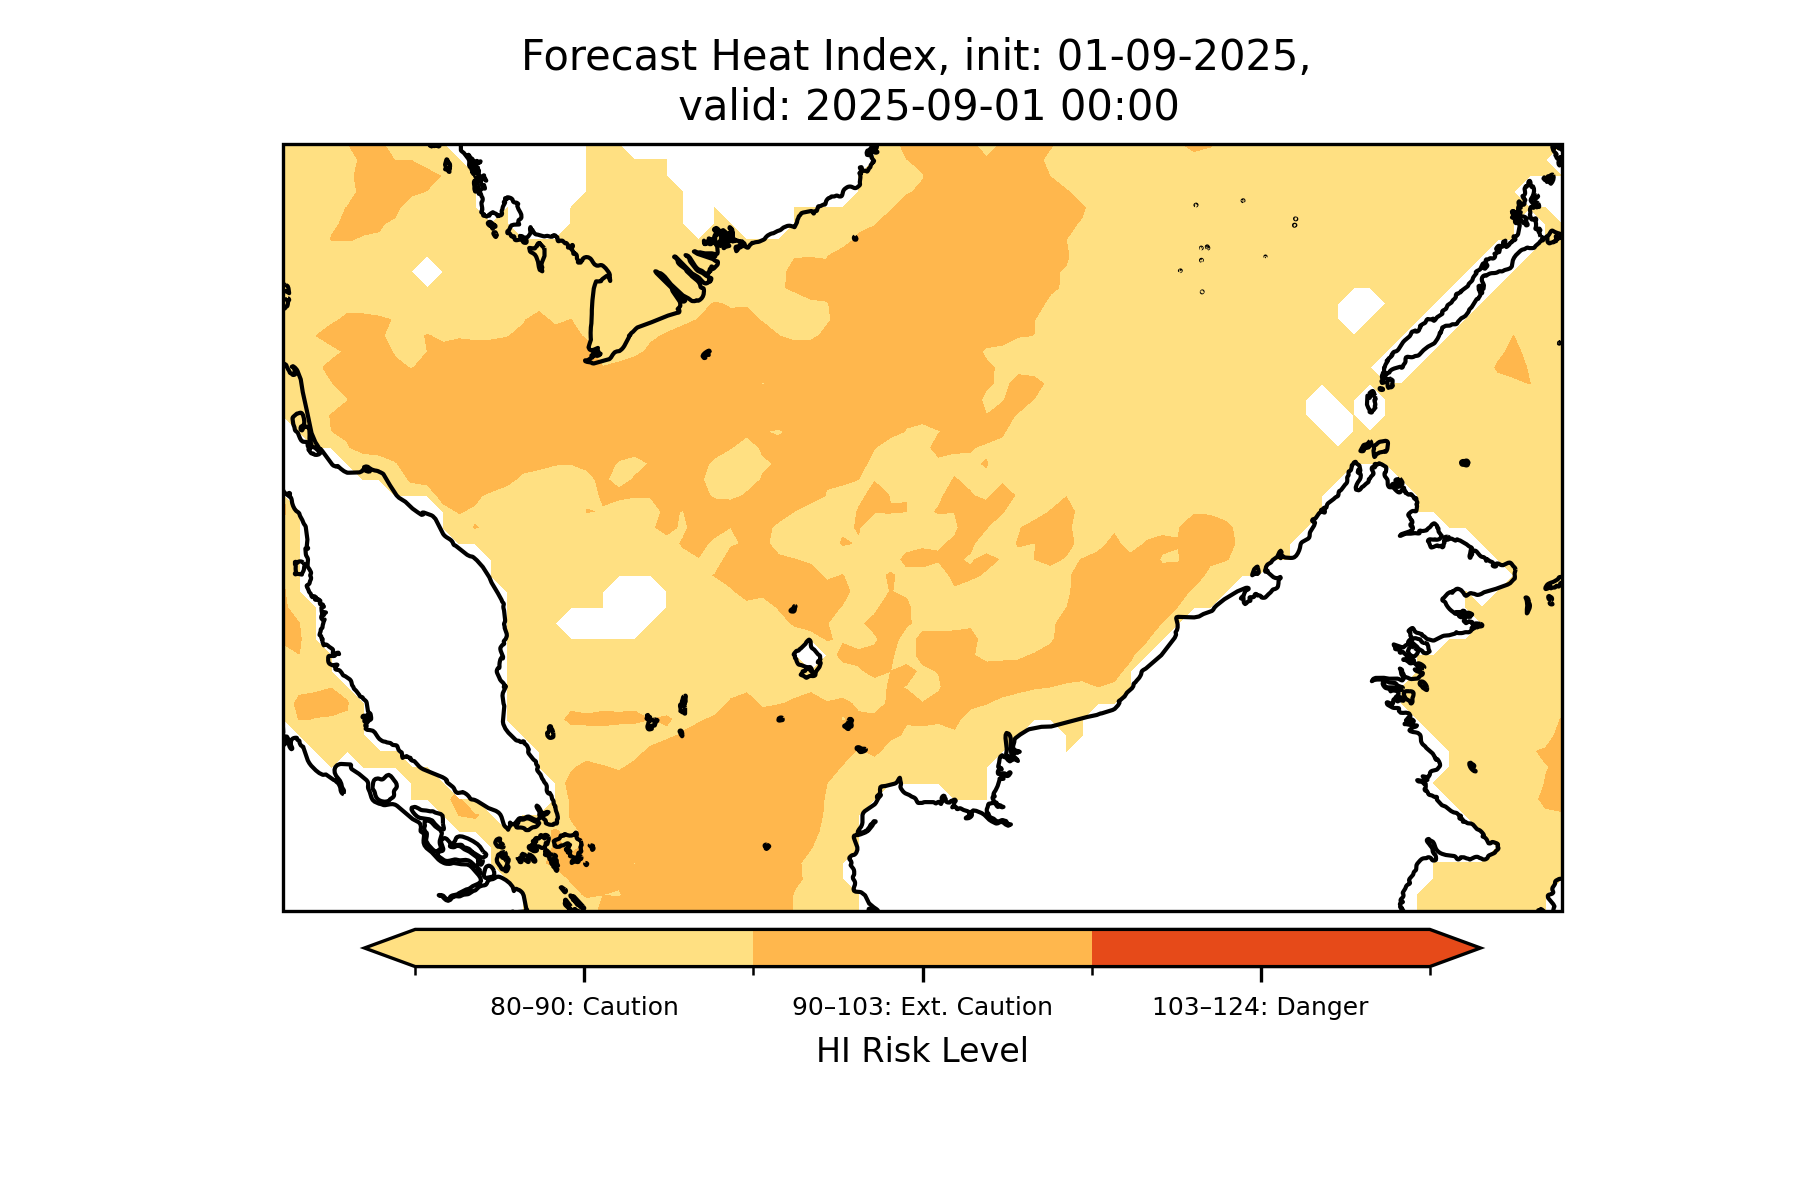 Forecast Heat Index, init: 01-09-2025,
valid: 2025-09-01 00:00
80–90: Caution
90–103: Ext. Caution
103–124: Danger
HI Risk Level